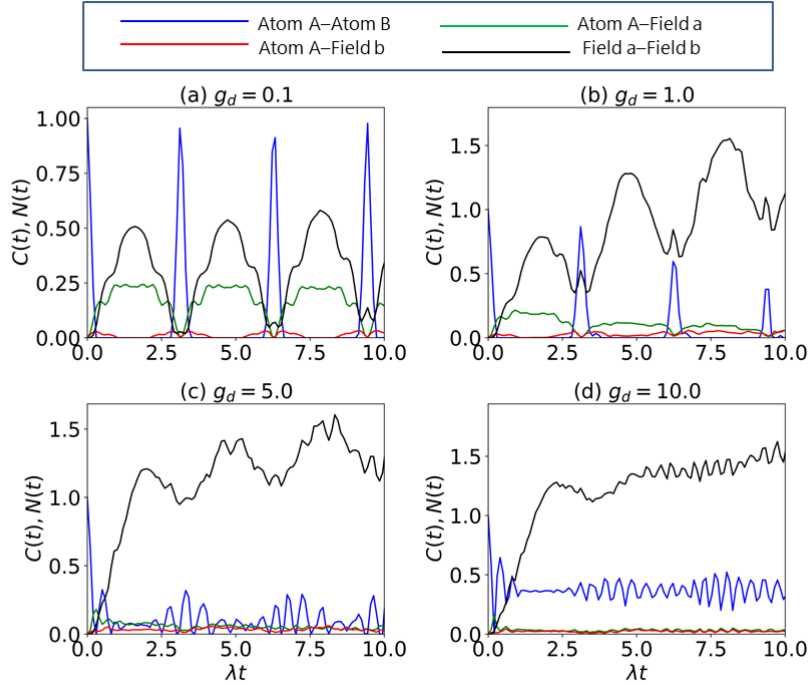 Atom A–Atom B Atom A–Field a
Atom A–Field b Field a–Field b
(a) g_d = 0.1 (b) g_d = 1.0
C(t), N(t)
1.00
0.75
0.50
0.25
0.00
0.0 2.5 5.0 7.5 10.0
C(t), N(t)
1.5
1.0
0.5
0.0
0.0 2.5 5.0 7.5 10.0
(c) g_d = 5.0 (d) g_d = 10.0
C(t), N(t)
1.5
1.0
0.5
0.0
0.0 2.5 5.0 7.5 10.0
λt
C(t), N(t)
1.5
1.0
0.5
0.0
0.0 2.5 5.0 7.5 10.0
λt